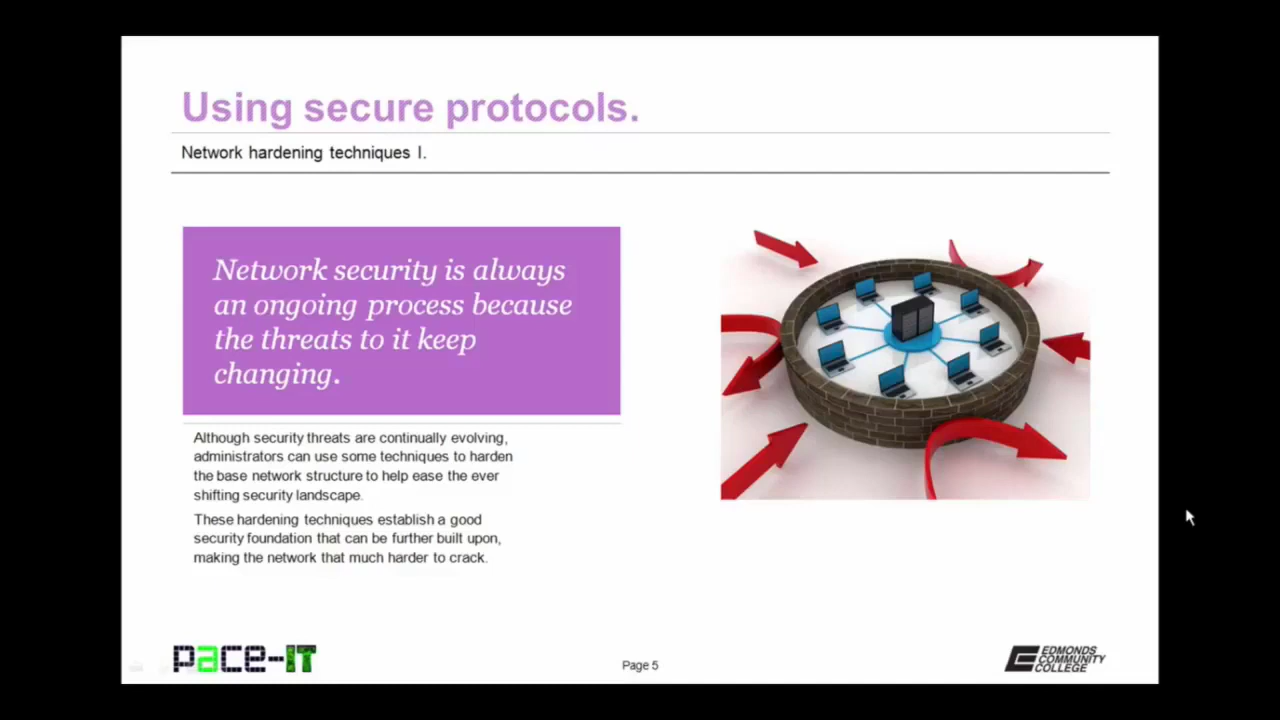 Using secure protocols.
Network hardening techniques I.
Network security is always
an ongoing process because
the threats to it keep
changing.
Although security threats are continually evolving,
administrators can use some techniques to harden
the base network structure to help ease the ever
shifting security landscape.
These hardening techniques establish a good
security foundation that can be further built upon,
making the network that much harder to crack.
pace-IT
Page 5
EDMONDS
COMMUNITY
COLLEGE